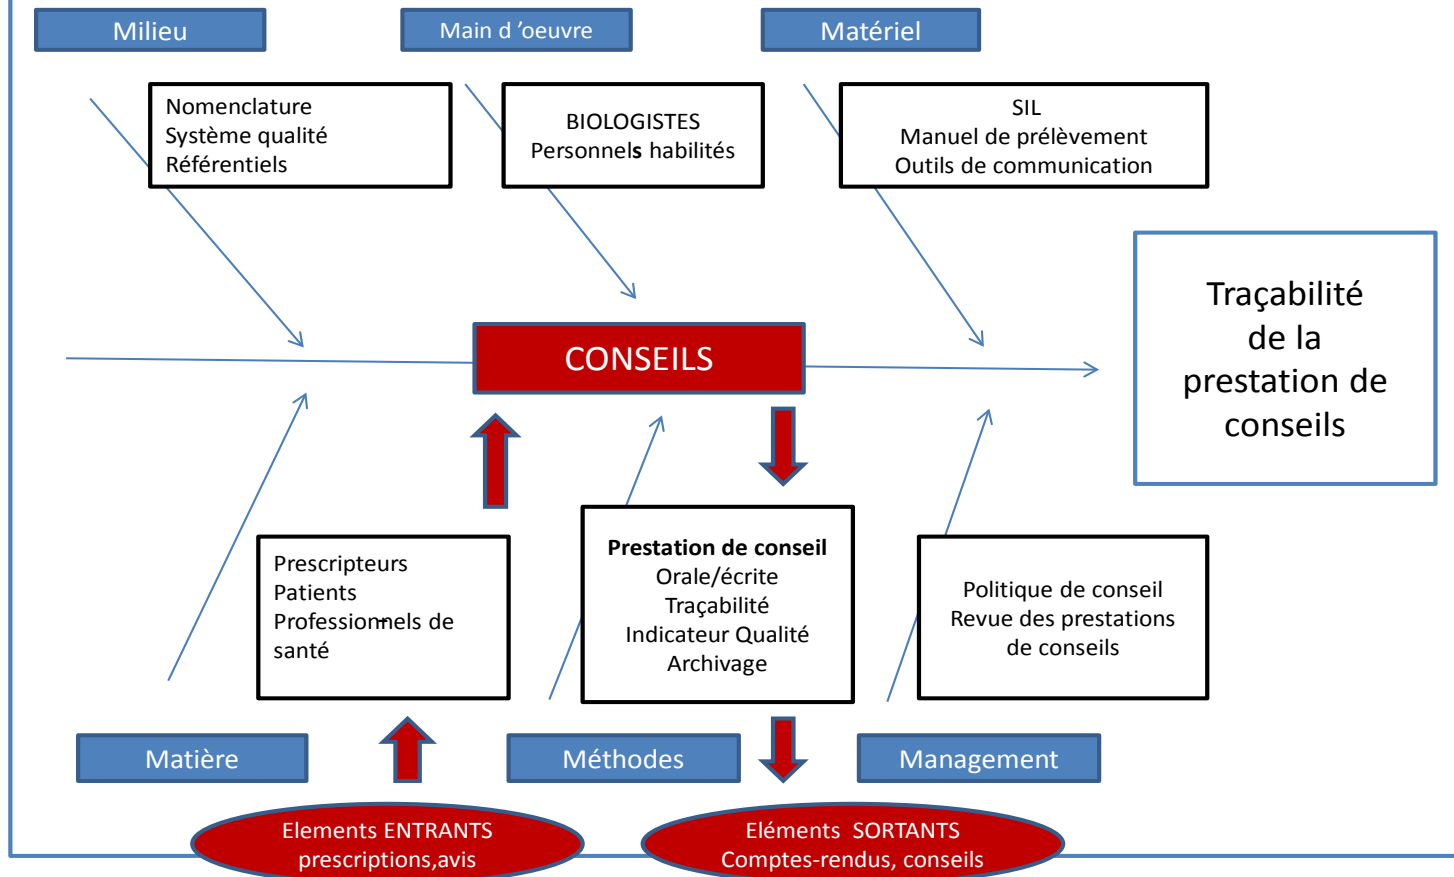 Milieu
Main d ’oeuvre
Matériel
Nomenclature
Système qualité
Référentiels
BIOLOGISTES
Personnels habilités
SIL
Manuel de prélèvement
Outils de communication
CONSEILS
Traçabilité
de la
prestation de
conseils
Prescripteurs
Patients
Professionnels de
santé
Prestation de conseil
Orale/écrite
Traçabilité
Indicateur Qualité
Archivage
Politique de conseil
Revue des prestations
de conseils
Matière
Méthodes
Management
Elements ENTRANTS
prescriptions,avis
Eléments SORTANTS
Comptes-rendus, conseils